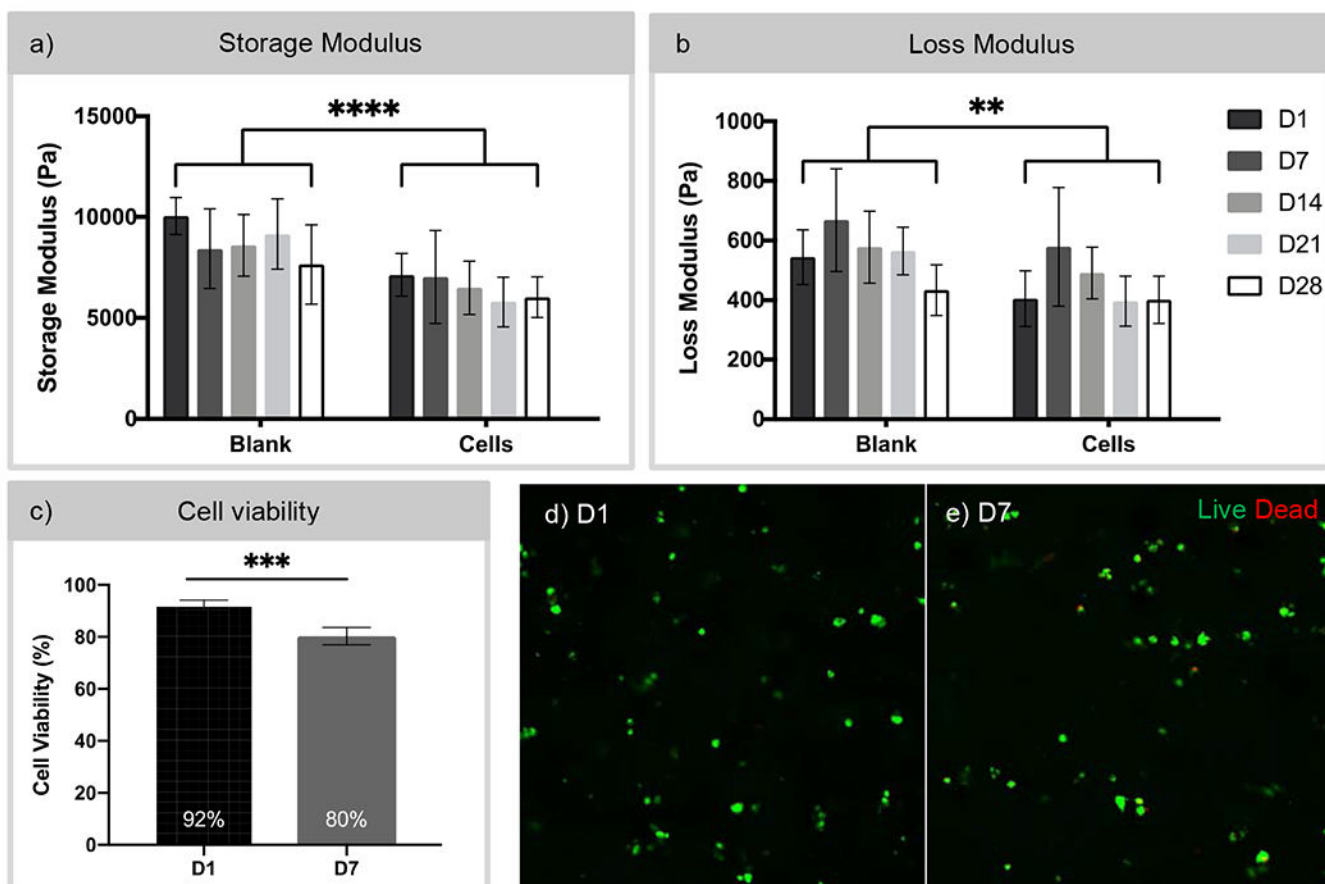 a) Storage Modulus
****
Storage Modulus (Pa)
15000
10000
5000
0
Blank Cells
b Loss Modulus
**
Loss Modulus (Pa)
1000
800
600
400
200
0
Blank Cells
D1
D7
D14
D21
D28
c) Cell viability
***
Cell Viability (%)
100
80
60
40
20
0
92% 80%
D1 D7
d) D1
e) D7
Live Dead